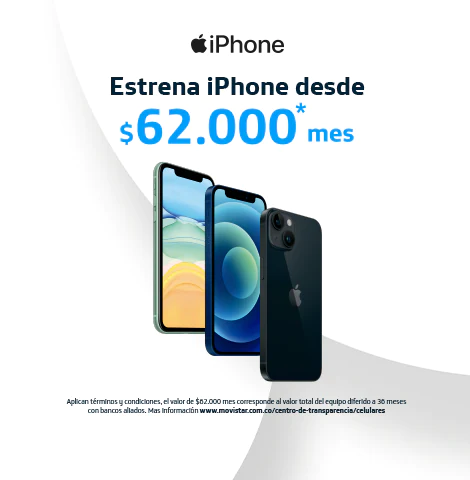 iPhone
Estrena iPhone desde
$62.000* mes
Aplican términos y condiciones, el valor de $62.000 mes corresponde al valor total del equipo diferido a 36 meses
con bancos aliados. Mas Información www.movistar.com.co/centro-de-transparencia/celulares